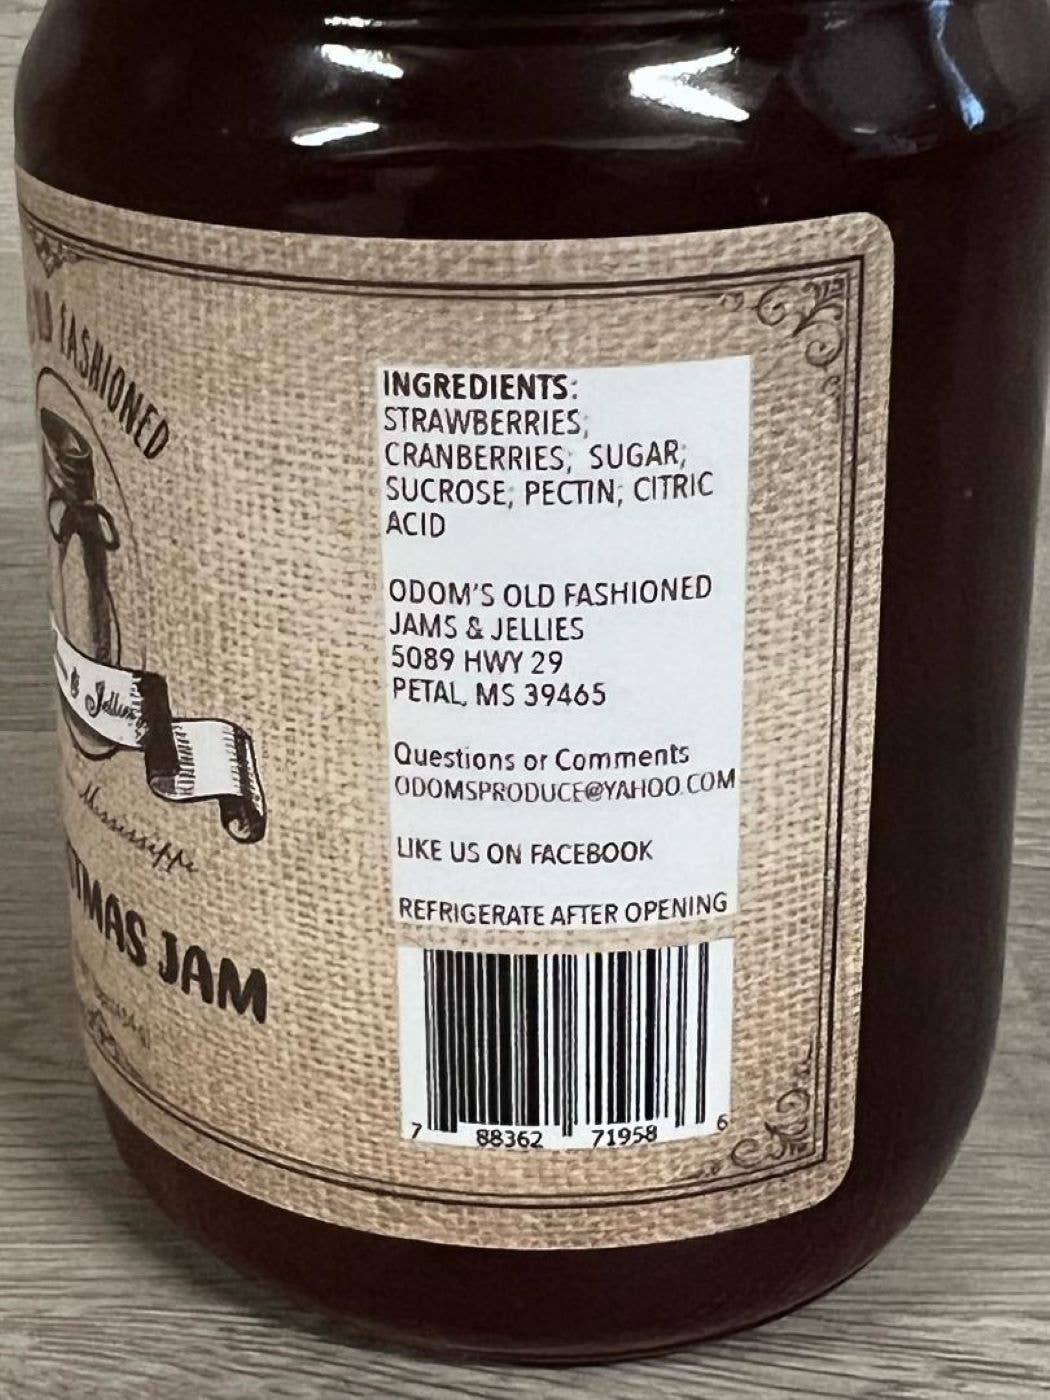 FASHIONED
& Jellies
Mississippi
JAM
INGREDIENTS:
STRAWBERRIES;
CRANBERRIES; SUGAR;
SUCROSE; PECTIN; CITRIC
ACID
ODOM'S OLD FASHIONED
JAMS & JELLIES
5089 HWY 29
PETAL, MS 39465
Questions or Comments
ODOMSPRODUCE@YAHOO.COM
LIKE US ON FACEBOOK
REFRIGERATE AFTER OPENING
7 88362 71958 6